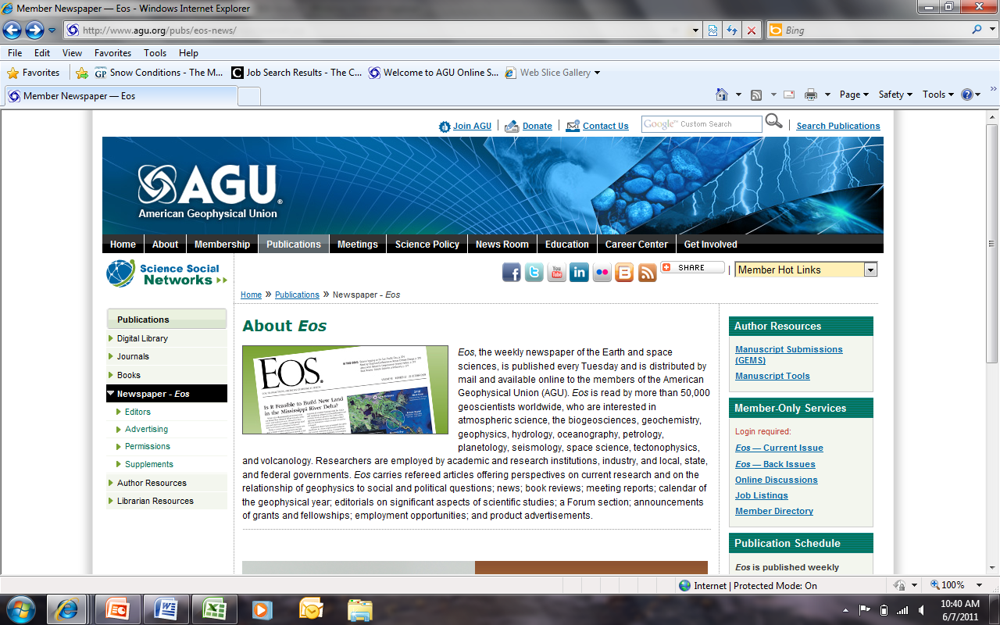 Member Newspaper — Eos - Windows Internet Explorer
http://www.agu.org/pubs/eos-news/
Bing
File Edit View Favorites Tools Help
Favorites GP Snow Conditions - The M... C Job Search Results - The C... Welcome to AGU Online S... Web Slice Gallery
Member Newspaper — Eos
Page Safety Tools
Join AGU | Donate | Contact Us Google™ Custom Search | Search Publications
AGU®
American Geophysical Union
Home About Membership Publications Meetings Science Policy News Room Education Career Center Get Involved
Science Social
Networks
You Tube in SHARE | Member Hot Links
Home » Publications » Newspaper - Eos
Publications
Digital Library
Journals
Books
Newspaper - Eos
Editors
Advertising
Permissions
Supplements
Author Resources
Librarian Resources
About Eos
EOS.
IN THIS ISSUE:
Is It Feasible to Build New Land
in the Mississippi River Delta?
Eos, the weekly newspaper of the Earth and space
sciences, is published every Tuesday and is distributed by
mail and available online to the members of the American
Geophysical Union (AGU). Eos is read by more than 50,000
geoscientists worldwide, who are interested in
atmospheric science, the biogeosciences, geochemistry,
geophysics, hydrology, oceanography, petrology,
planetology, seismology, space science, tectonophysics,
and volcanology. Researchers are employed by academic and research institutions, industry, and local, state,
and federal governments. Eos carries refereed articles offering perspectives on current research and on the
relationship of geophysics to social and political questions; news; book reviews; meeting reports; calendar of
the geophysical year; editorials on significant aspects of scientific studies; a Forum section; announcements
of grants and fellowships; employment opportunities; and product advertisements.
Author Resources
Manuscript Submissions
(GEMS)
Manuscript Tools
Member-Only Services
Login required:
Eos — Current Issue
Eos — Back Issues
Online Discussions
Job Listings
Member Directory
Publication Schedule
Eos is published weekly
Internet | Protected Mode: On 100%
10:40 AM
6/7/2011